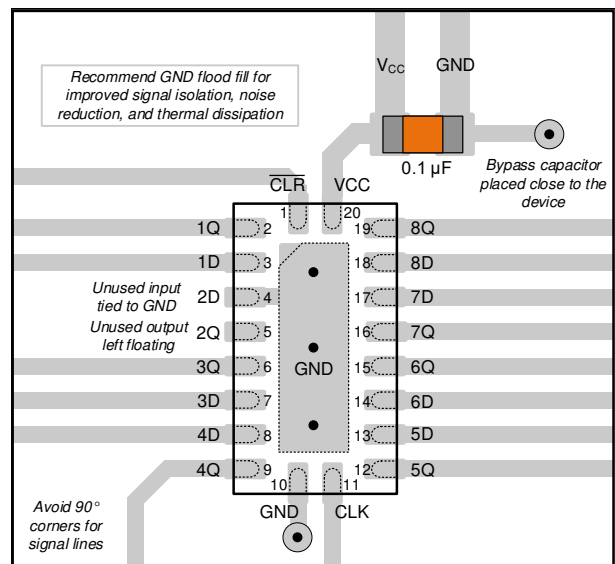 Recommend GND flood fill for
improved signal isolation, noise
reduction, and thermal dissipation
VCC GND
0.1 µF
Bypass capacitor
placed close to the
device
CLR VCC
1 20
1Q 2 19 8Q
1D 3 18 8D
Unused input
tied to GND
2D 4 17 7D
Unused output
left floating
2Q 5 16 7Q
3Q 6 GND 15 6Q
3D 7 14 6D
4D 8 13 5D
4Q 9 12 5Q
10 11
GND CLK
Avoid 90°
corners for
signal lines